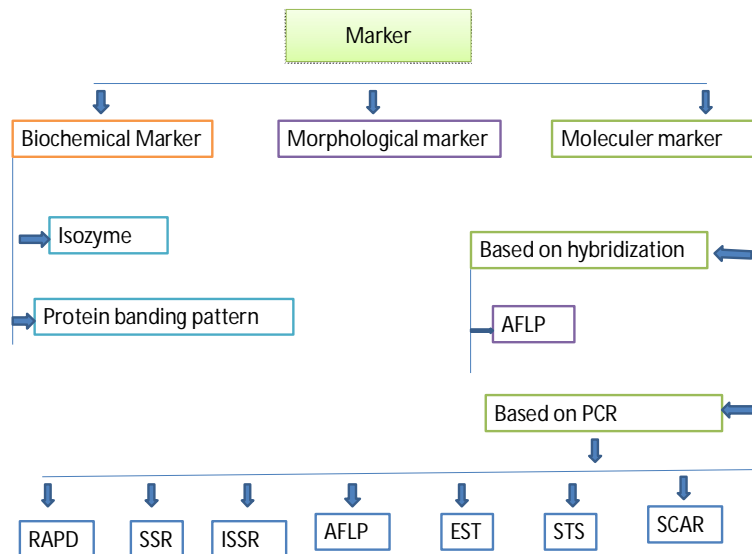 Marker
Biochemical Marker
Morphological marker
Moleculer marker
Isozyme
Based on hybridization
Protein banding pattern
AFLP
Based on PCR
RAPD
SSR
ISSR
AFLP
EST
STS
SCAR